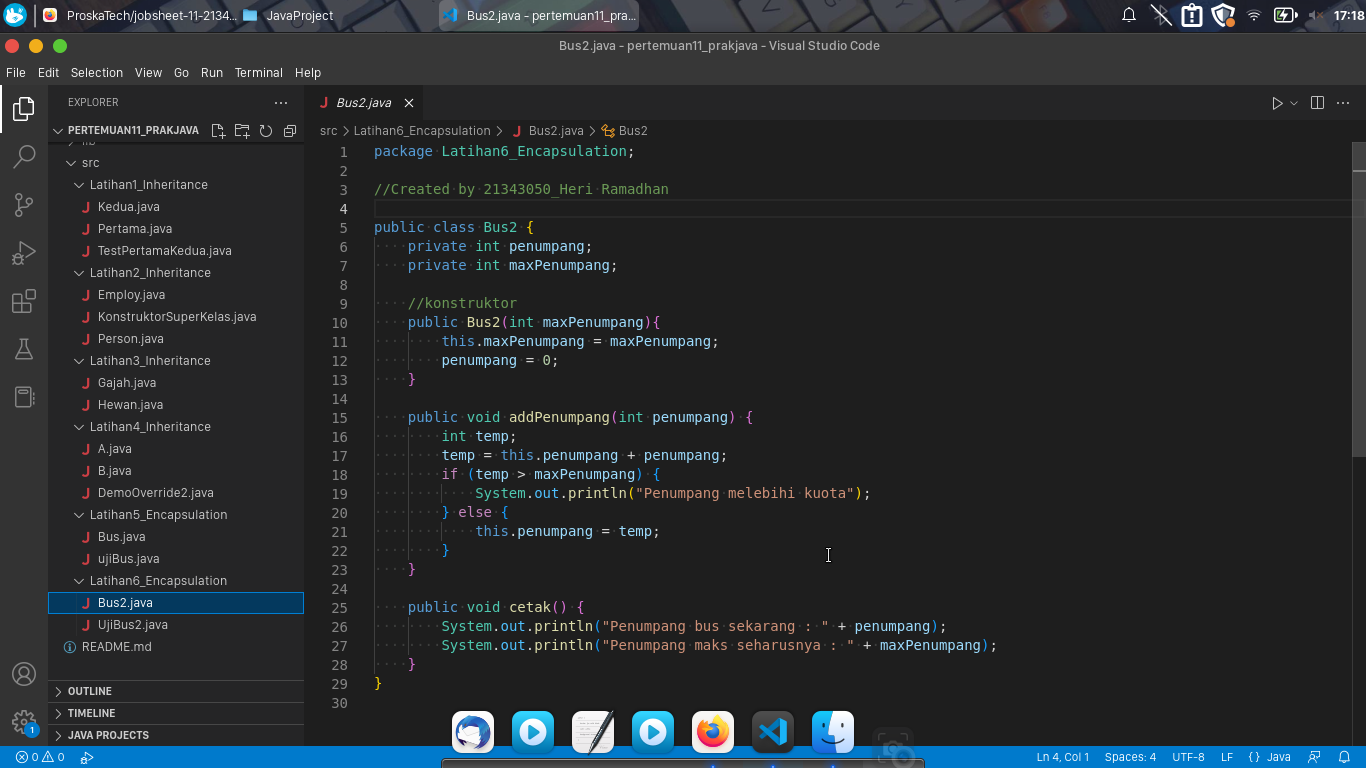 ProskaTech/jobsheet-11-2134...
JavaProject
Bus2.java - pertemuan11_pra...
17:18
Bus2.java - pertemuan11_prakjava - Visual Studio Code
File Edit Selection View Go Run Terminal Help
EXPLORER
PERTEMUAN11_PRAKJAVA
lib
src
Latihan1_Inheritance
Kedua.java
Pertama.java
TestPertamaKedua.java
Latihan2_Inheritance
Employ.java
KonstruktorSuperKelas.java
Person.java
Latihan3_Inheritance
Gajah.java
Hewan.java
Latihan4_Inheritance
A.java
B.java
DemoOverride2.java
Latihan5_Encapsulation
Bus.java
ujiBus.java
Latihan6_Encapsulation
Bus2.java
UjiBus2.java
README.md
OUTLINE
TIMELINE
JAVA PROJECTS
1
Bus2.java
src > Latihan6_Encapsulation > Bus2.java > Bus2
1 package Latihan6_Encapsulation;
2
3 //Created by 21343050_Heri Ramadhan
4
5 public class Bus2 {
6 private int penumpang;
7 private int maxPenumpang;
8
9 //konstruktor
10 public Bus2(int maxPenumpang){
11 this.maxPenumpang = maxPenumpang;
12 penumpang = 0;
13 }
14
15 public void addPenumpang(int penumpang) {
16 int temp;
17 temp = this.penumpang + penumpang;
18 if (temp > maxPenumpang) {
19 System.out.println("Penumpang melebihi kuota");
20 } else {
21 this.penumpang = temp;
22 }
23 }
24
25 public void cetak() {
26 System.out.println("Penumpang bus sekarang : " + penumpang);
27 System.out.println("Penumpang maks seharusnya : " + maxPenumpang);
28 }
29 }
30
0 0
Ln 4, Col 1 Spaces: 4 UTF-8 LF { } Java